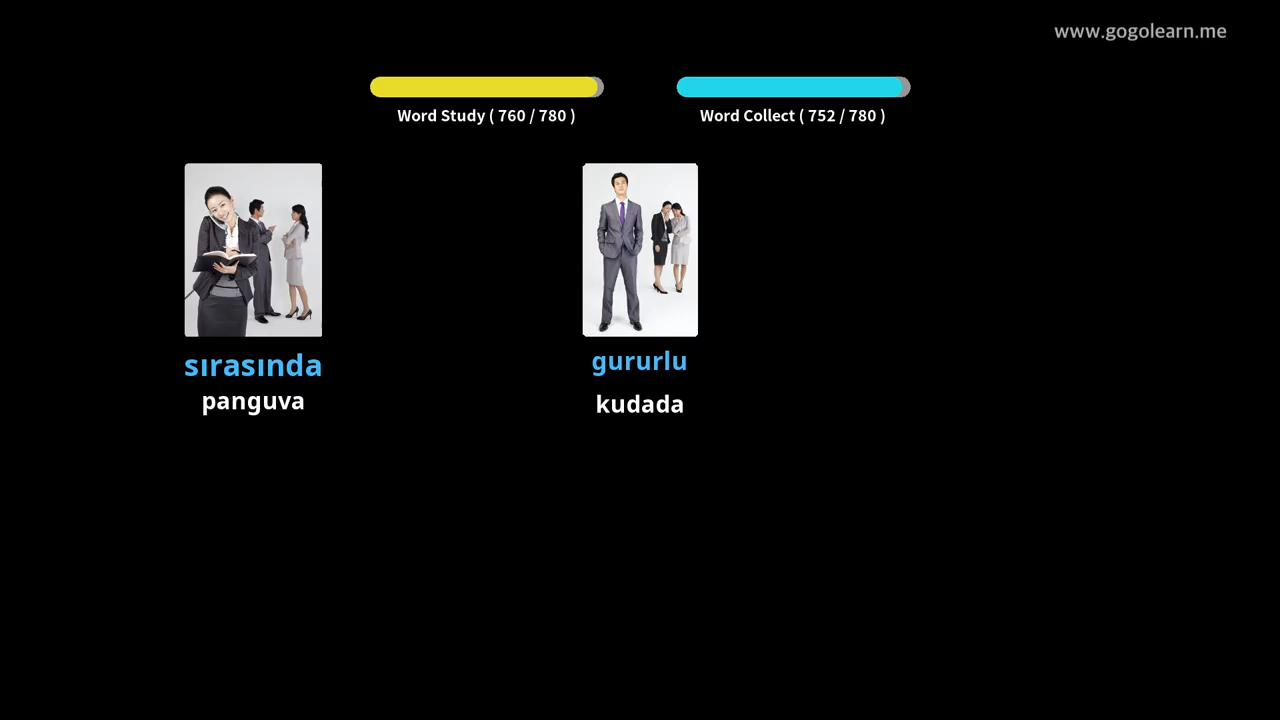 www.gogolearn.me
Word Study ( 760 / 780 )
Word Collect ( 752 / 780 )
sırasında
panguva
gururlu
kudada